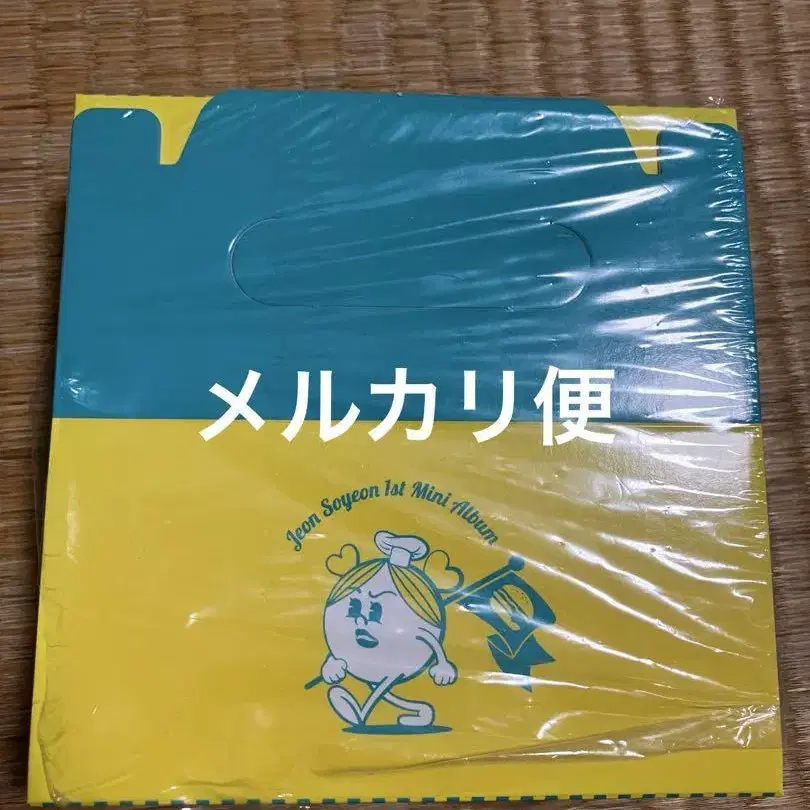 メルカリ便
Jeon Soyeon 1st Mini Album